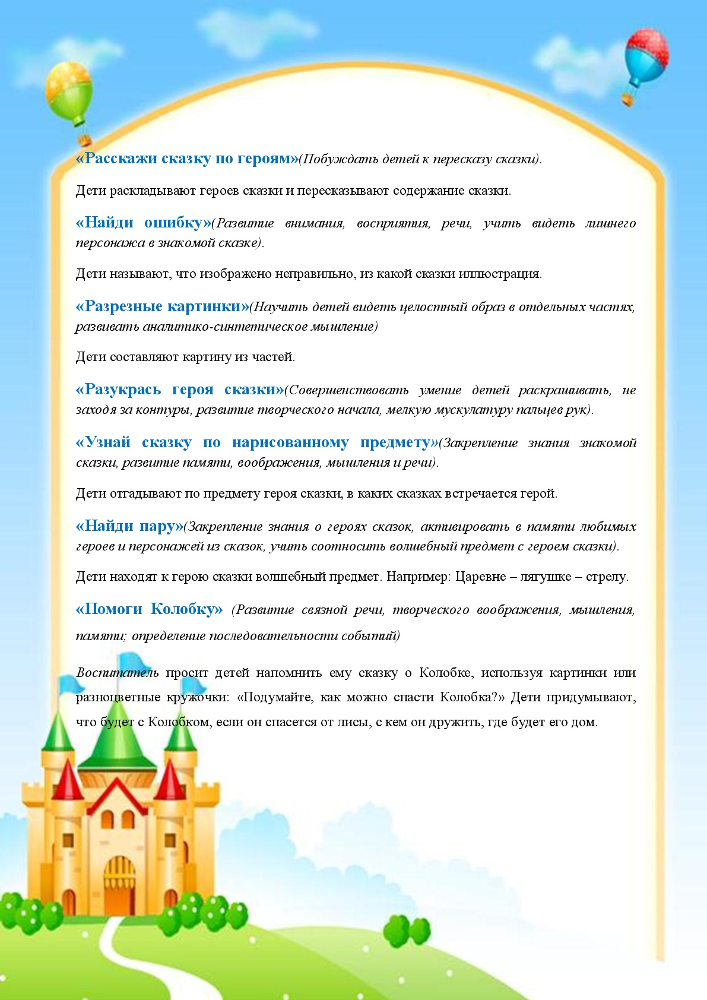 «Расскажи сказку по героям»(Побуждать детей к пересказу сказки).
Дети раскладывают героев сказки и пересказывают содержание сказки.
«Найди ошибку»(Развитие внимания, восприятия, речи, учить видеть лишнего
персонажа в знакомой сказке).
Дети называют, что изображено неправильно, из какой сказки иллюстрация.
«Разрезные картинки»(Научить детей видеть целостный образ в отдельных частях,
развивать аналитико-синтетическое мышление)
Дети составляют картину из частей.
«Разукрась героя сказки»(Совершенствовать умение детей раскрашивать, не
заходя за контуры, развитие творческого начала, мелкую мускулатуру пальцев рук).
«Узнай сказку по нарисованному предмету»(Закрепление знания знакомой
сказки, развитие памяти, воображения, мышления и речи).
Дети отгадывают по предмету героя сказки, в каких сказках встречается герой.
«Найди пару»(Закрепление знания о героях сказок, активировать в памяти любимых
героев и персонажей из сказок, учить соотносить волшебный предмет с героем сказки).
Дети находят к герою сказки волшебный предмет. Например: Царевне – лягушке – стрелу.
«Помоги Колобку» (Развитие связной речи, творческого воображения, мышления,
памяти; определение последовательности событий)
Воспитатель просит детей напомнить ему сказку о Колобке, используя картинки или
разноцветные кружочки: «Подумайте, как можно спасти Колобка?» Дети придумывают,
что будет с Колобком, если он спасется от лисы, с кем он дружить, где будет его дом.